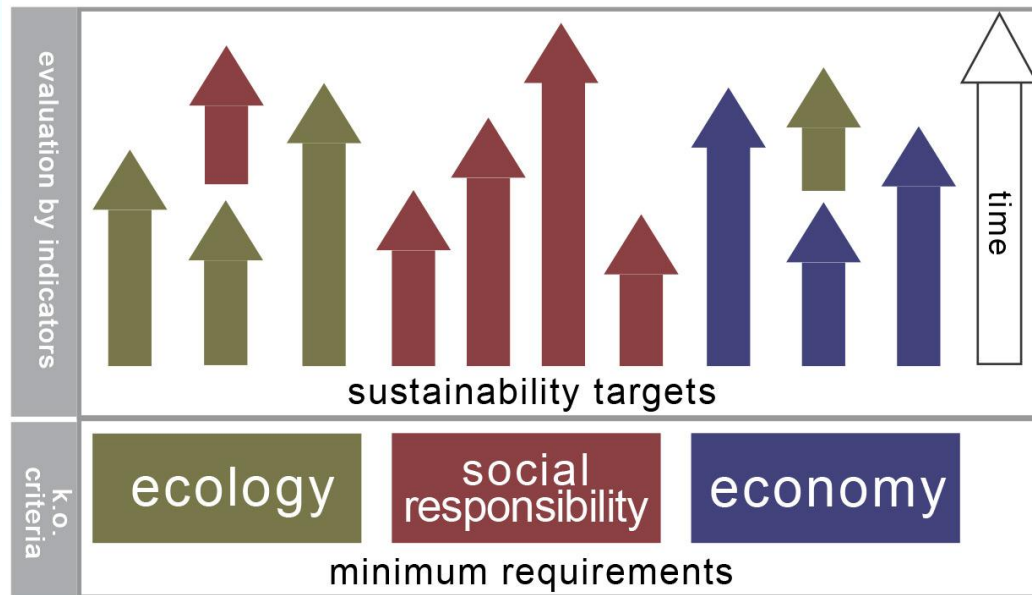 evaluation by indicators
time
sustainability targets
k.o.
criteria
ecology
social
responsibility
economy
minimum requirements